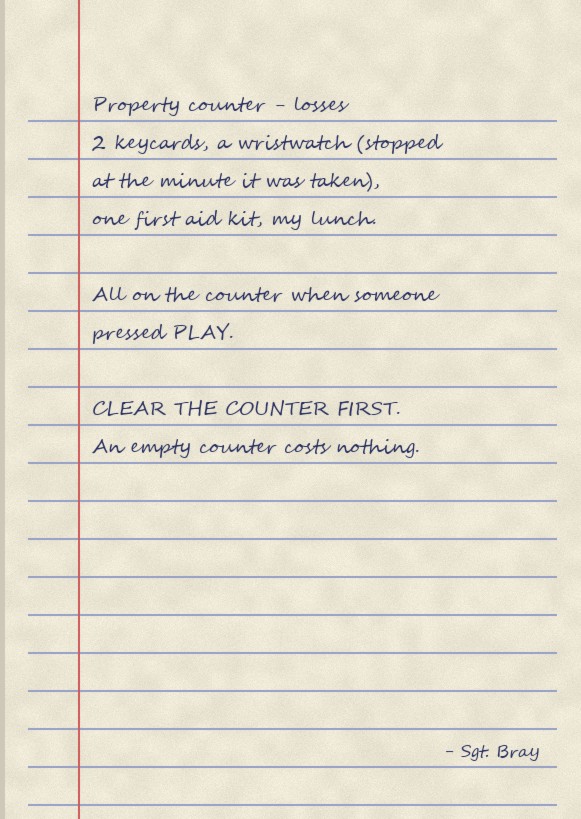 Property counter - losses
2 keycards, a wristwatch (stopped
at the minute it was taken),
one first aid kit, my lunch.
All on the counter when someone
pressed PLAY.
CLEAR THE COUNTER FIRST.
An empty counter costs nothing.
- Sgt. Bray